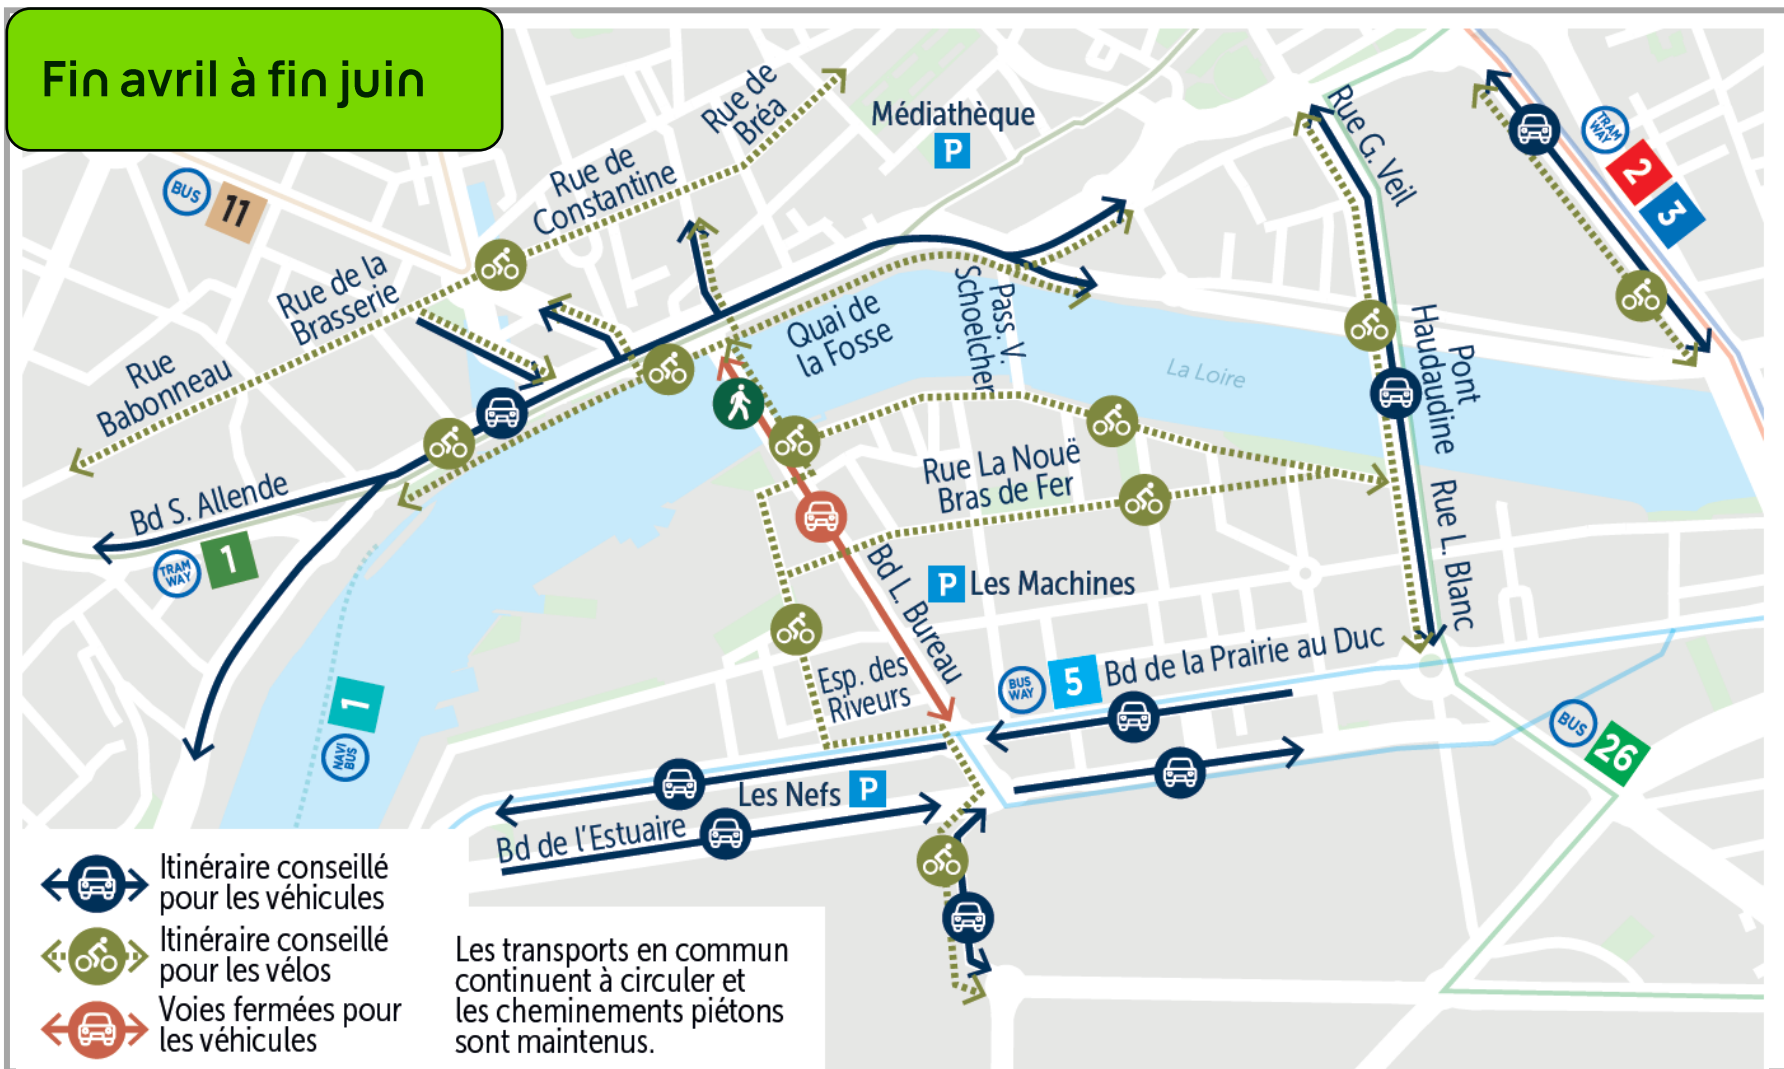 Fin avril à fin juin
Rue de
Bréa
Médiathèque
P
Rue G. Veil
TRAM
WAY
2
3
BUS
11
Rue de
Constantine
Rue de la
Brasserie
Rue
Babonneau
Quai de
la Fosse
Pass. V.
Schoelcher
La Loire
Pont
Haudaudine
Bd S. Allende
TRAM
WAY
1
Rue La Nouë
Bras de Fer
Rue L. Blanc
Bd L. Bureau
P Les Machines
Esp. des
Riveurs
BUS
WAY
5
Bd de la Prairie au Duc
1
NAVI
BUS
BUS
26
Les Nefs P
Bd de l'Estuaire
Itinéraire conseillé
pour les véhicules
Itinéraire conseillé
pour les vélos
Voies fermées pour
les véhicules
Les transports en commun
continuent à circuler et
les cheminements piétons
sont maintenus.